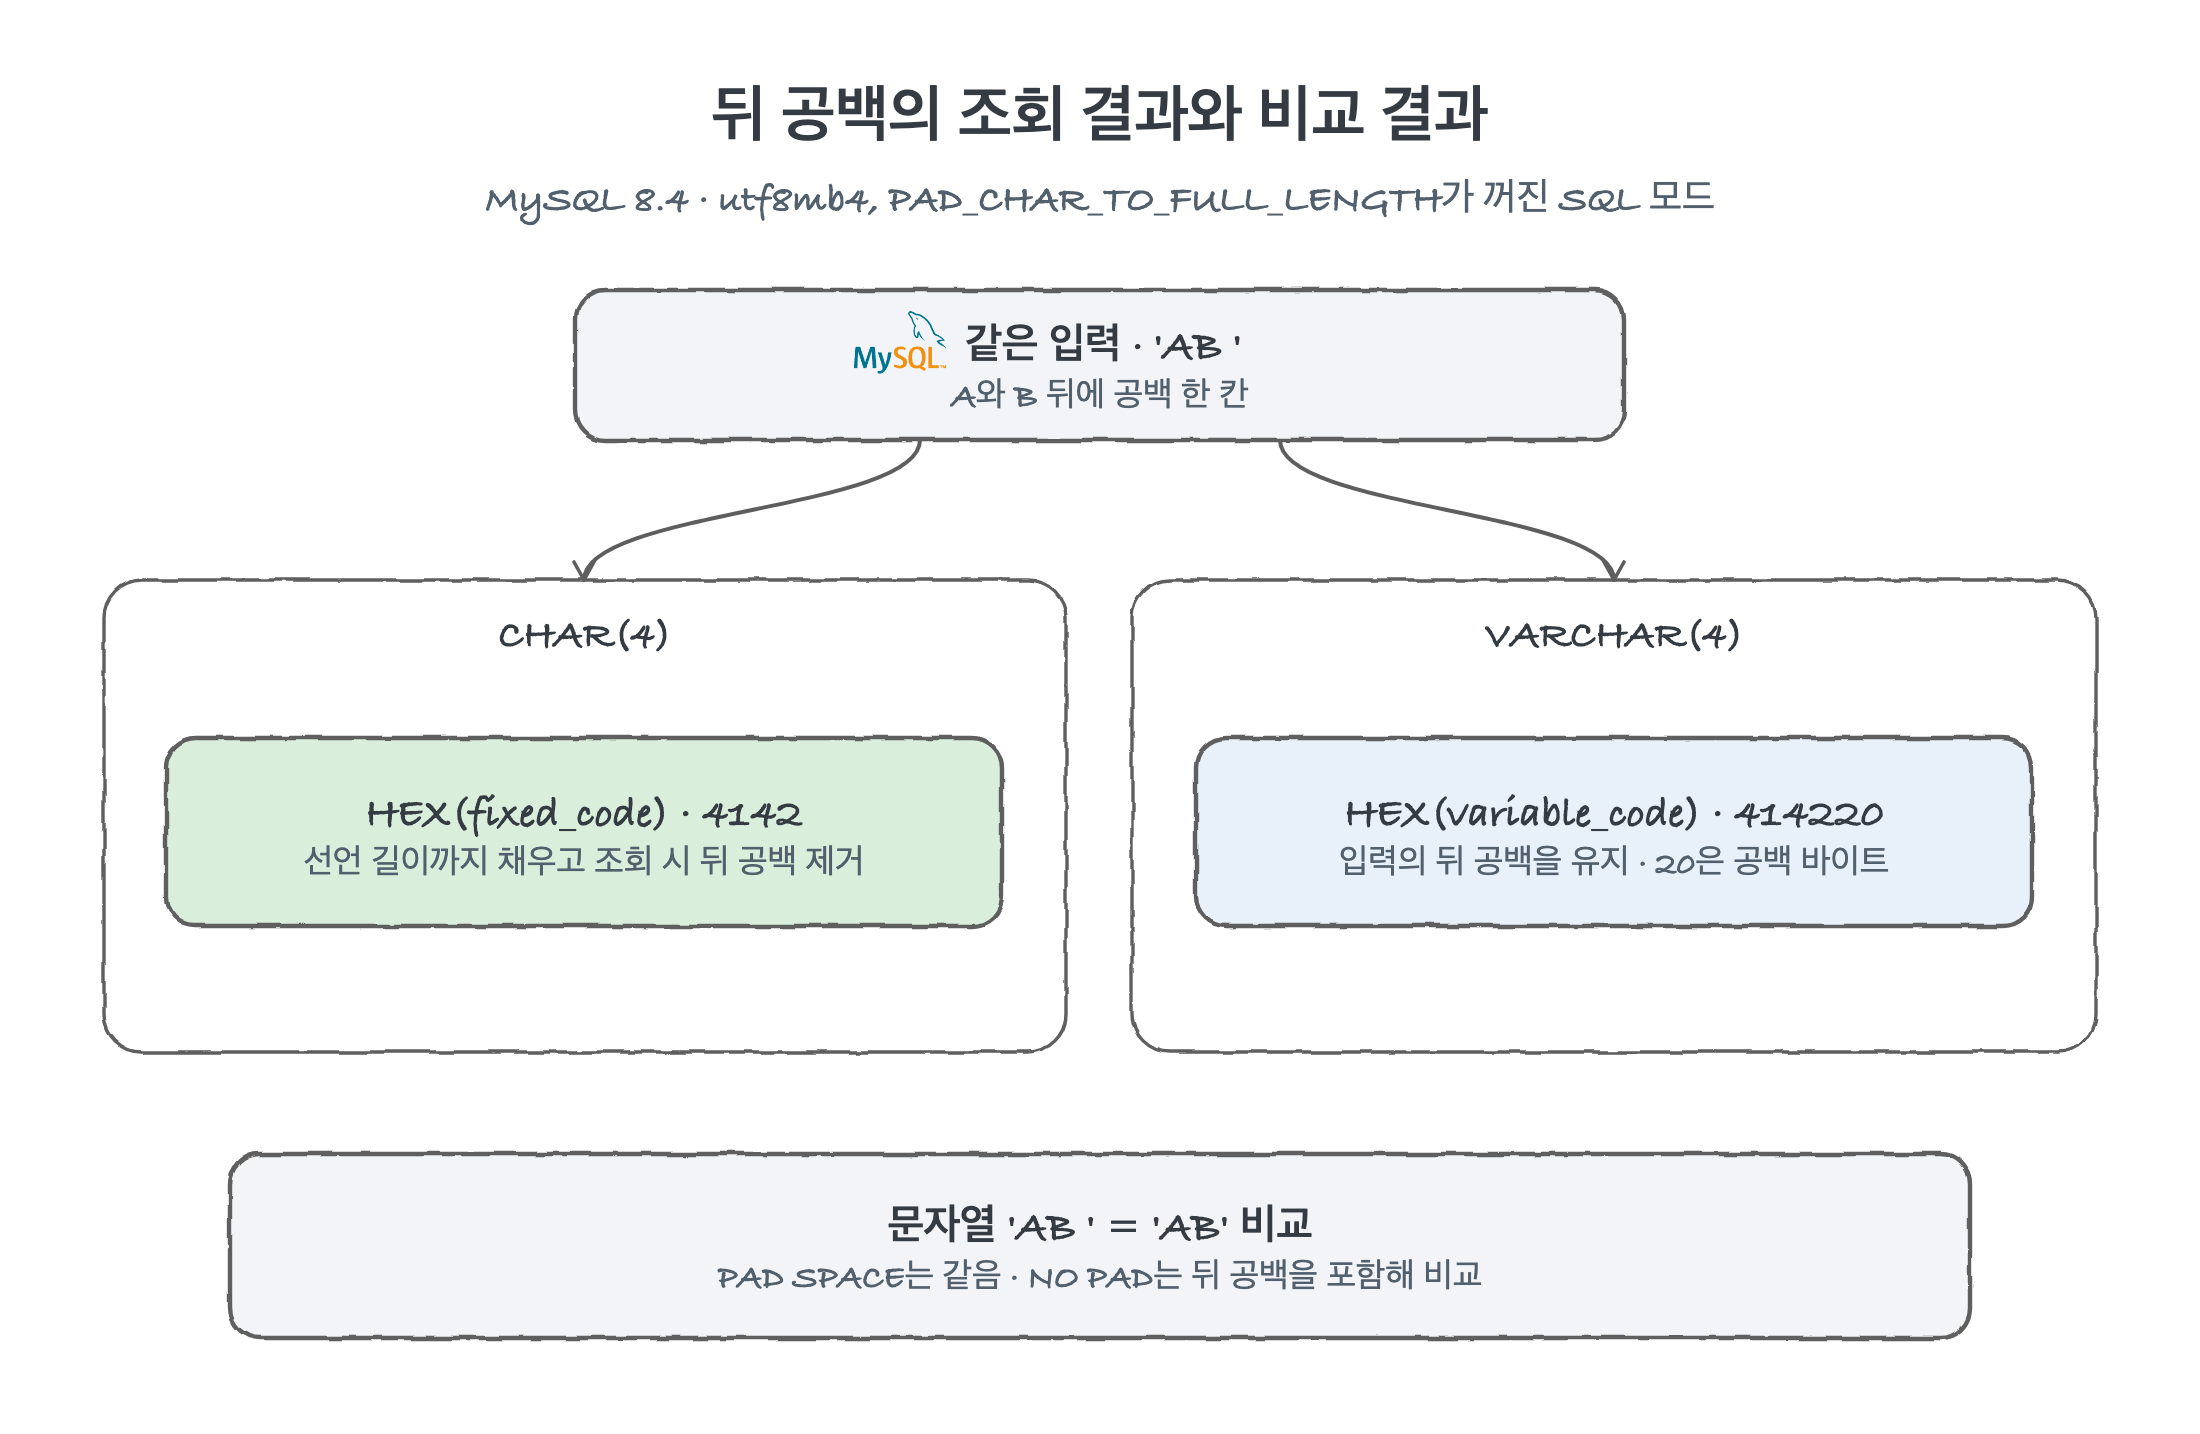 뒤 공백의 조회 결과와 비교 결과
MySQL 8.4 · utf8mb4, PAD_CHAR_TO_FULL_LENGTH가 꺼진 SQL 모드
MySQL™ 같은 입력 · 'AB '
A와 B 뒤에 공백 한 칸
CHAR(4)
VARCHAR(4)
HEX(fixed_code) · 4142
선언 길이까지 채우고 조회 시 뒤 공백 제거
HEX(variable_code) · 414220
입력의 뒤 공백을 유지 · 20은 공백 바이트
문자열 'AB ' = 'AB' 비교
PAD SPACE는 같음 · NO PAD는 뒤 공백을 포함해 비교